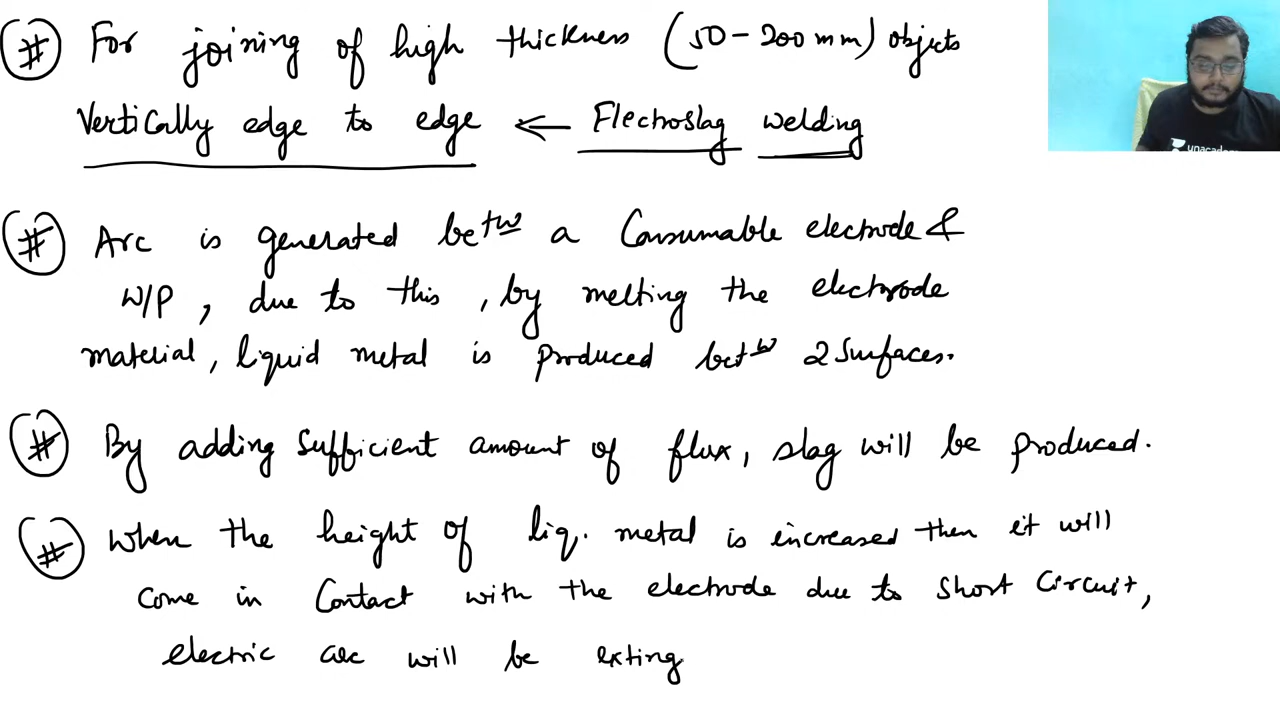 # For joining of high thickness (50-200mm) objects
Vertically edge to edge ← Electroslag welding
# Arc is generated betw a Consumable electrode &
W/P, due to this, by melting the electrode
material, liquid metal is produced betw 2 Surfaces.
# By adding sufficient amount of flux, slag will be produced.
# When the height of liq. metal is increased then it will
come in Contact with the electrode due to short circuit,
electric arc will be exting
unacade